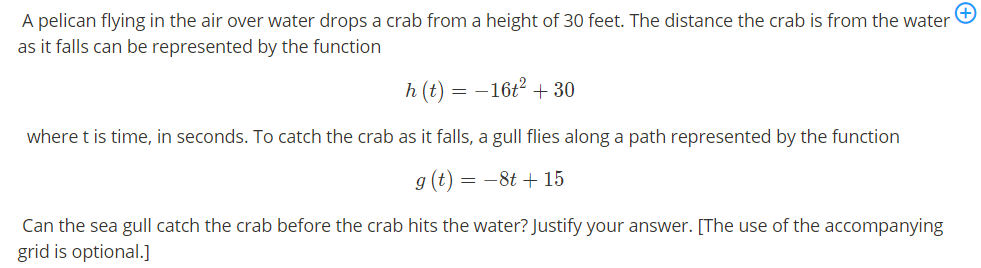 A pelican flying in the air over water drops a crab from a height of 30 feet. The distance the crab is from the water
as it falls can be represented by the function
h (t) = −16t² + 30
where t is time, in seconds. To catch the crab as it falls, a gull flies along a path represented by the function
g (t) = −8t + 15
Can the sea gull catch the crab before the crab hits the water? Justify your answer. [The use of the accompanying
grid is optional.]